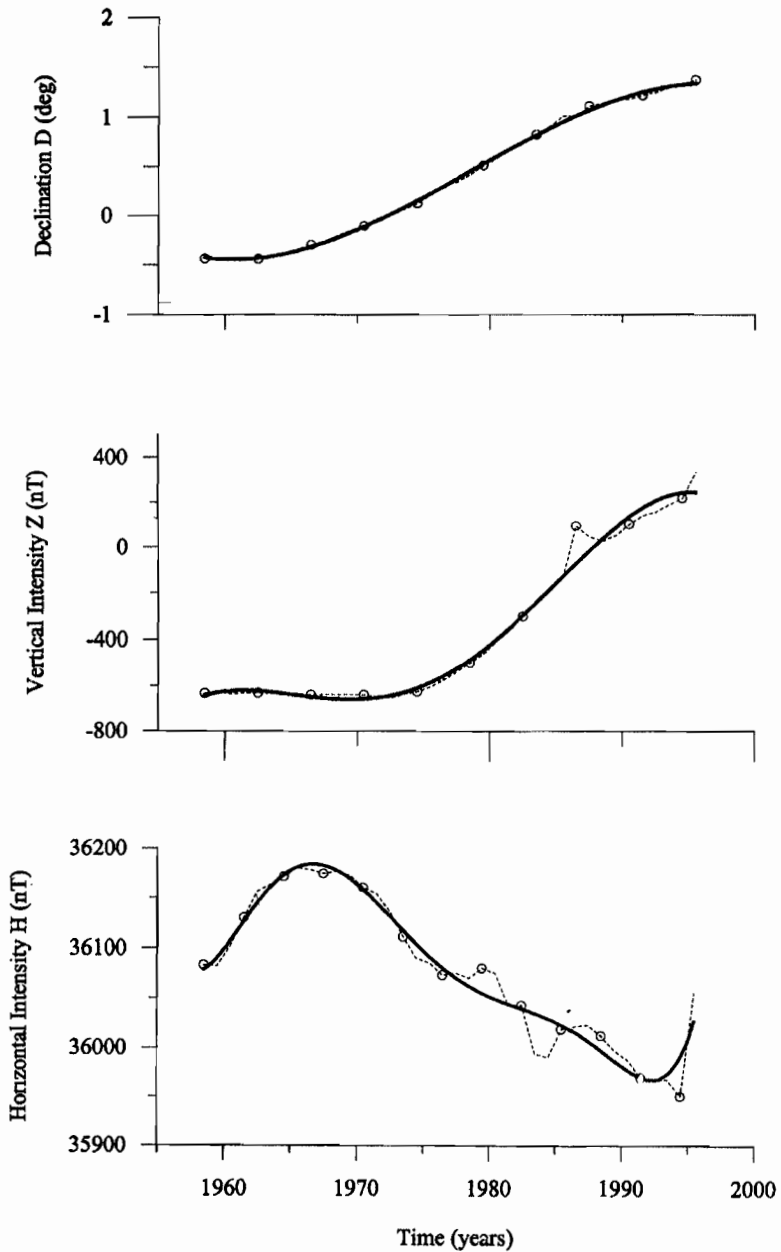 2
1
0
-1
Declination D (deg)
400
0
-400
-800
Vertical Intensity Z (nT)
36200
36100
36000
35900
Horizontal Intensity H (nT)
1960 1970 1980 1990 2000
Time (years)